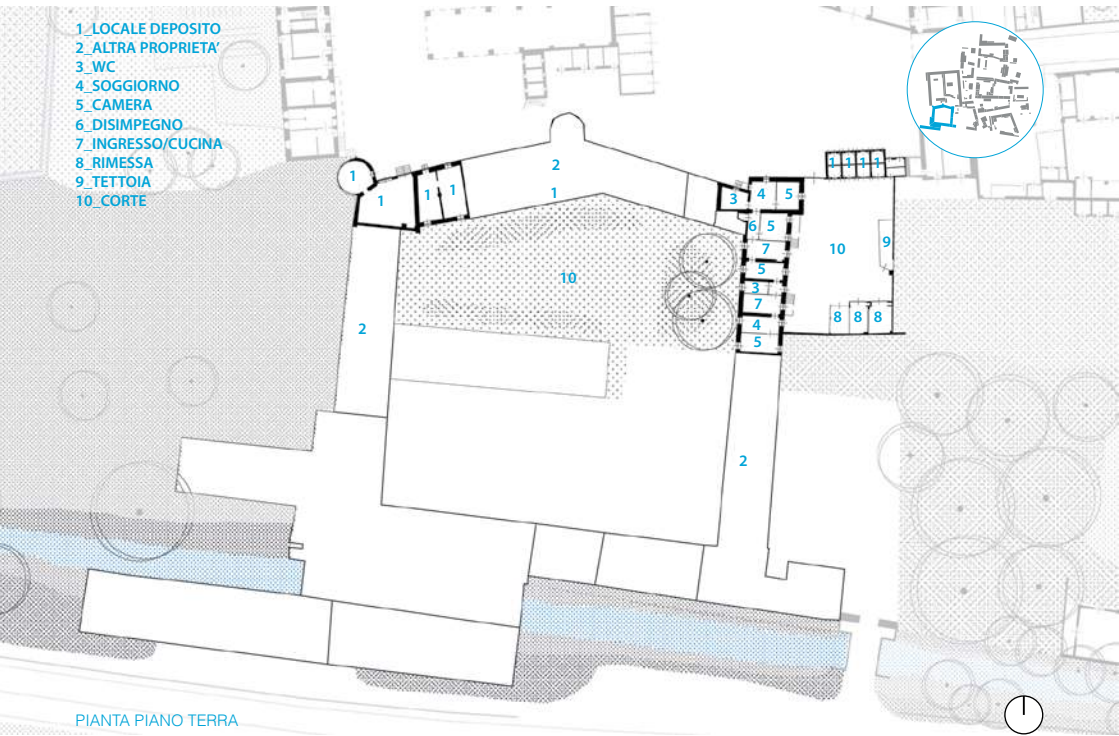 1_LOCALE DEPOSITO
2_ALTRA PROPRIETA'
3_WC
4_SOGGIORNO
5_CAMERA
6_DISIMPEGNO
7_INGRESSO/CUCINA
8_RIMESSA
9_TETTOIA
10_CORTE
1 1 1 1
2
1
1 1
1
1
3
4 5
6 5
7
5
3
7
4
5
10
9
8 8 8
10
2
2
PIANTA PIANO TERRA